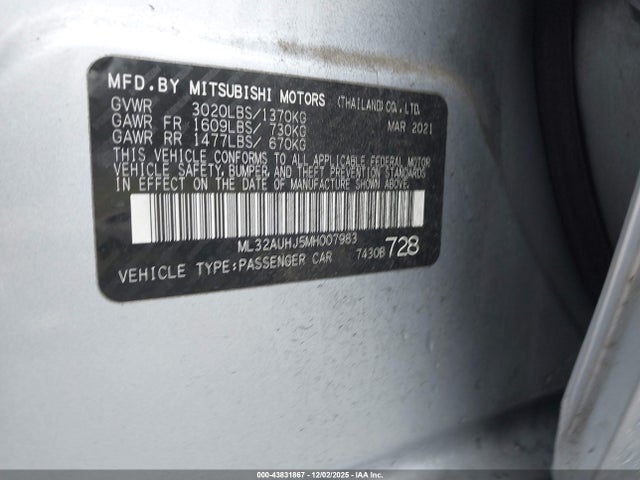 MFD. BY MITSUBISHI MOTORS (THAILAND) CO., LTD.
GVWR 3020LBS/1370KG MAR 2021
GAWR FR 1609LBS/ 730KG
GAWR RR 1477LBS/ 670KG
THIS VEHICLE CONFORMS TO ALL APPLICABLE FEDERAL MOTOR
VEHICLE SAFETY, BUMPER, AND THEFT PREVENTION STANDARDS
IN EFFECT ON THE DATE OF MANUFACTURE SHOWN ABOVE.
ML32AUHJ5MH007983
VEHICLE TYPE:PASSENGER CAR 7430B 728
000-43831867 • 12/02/2025 • IAA Inc.